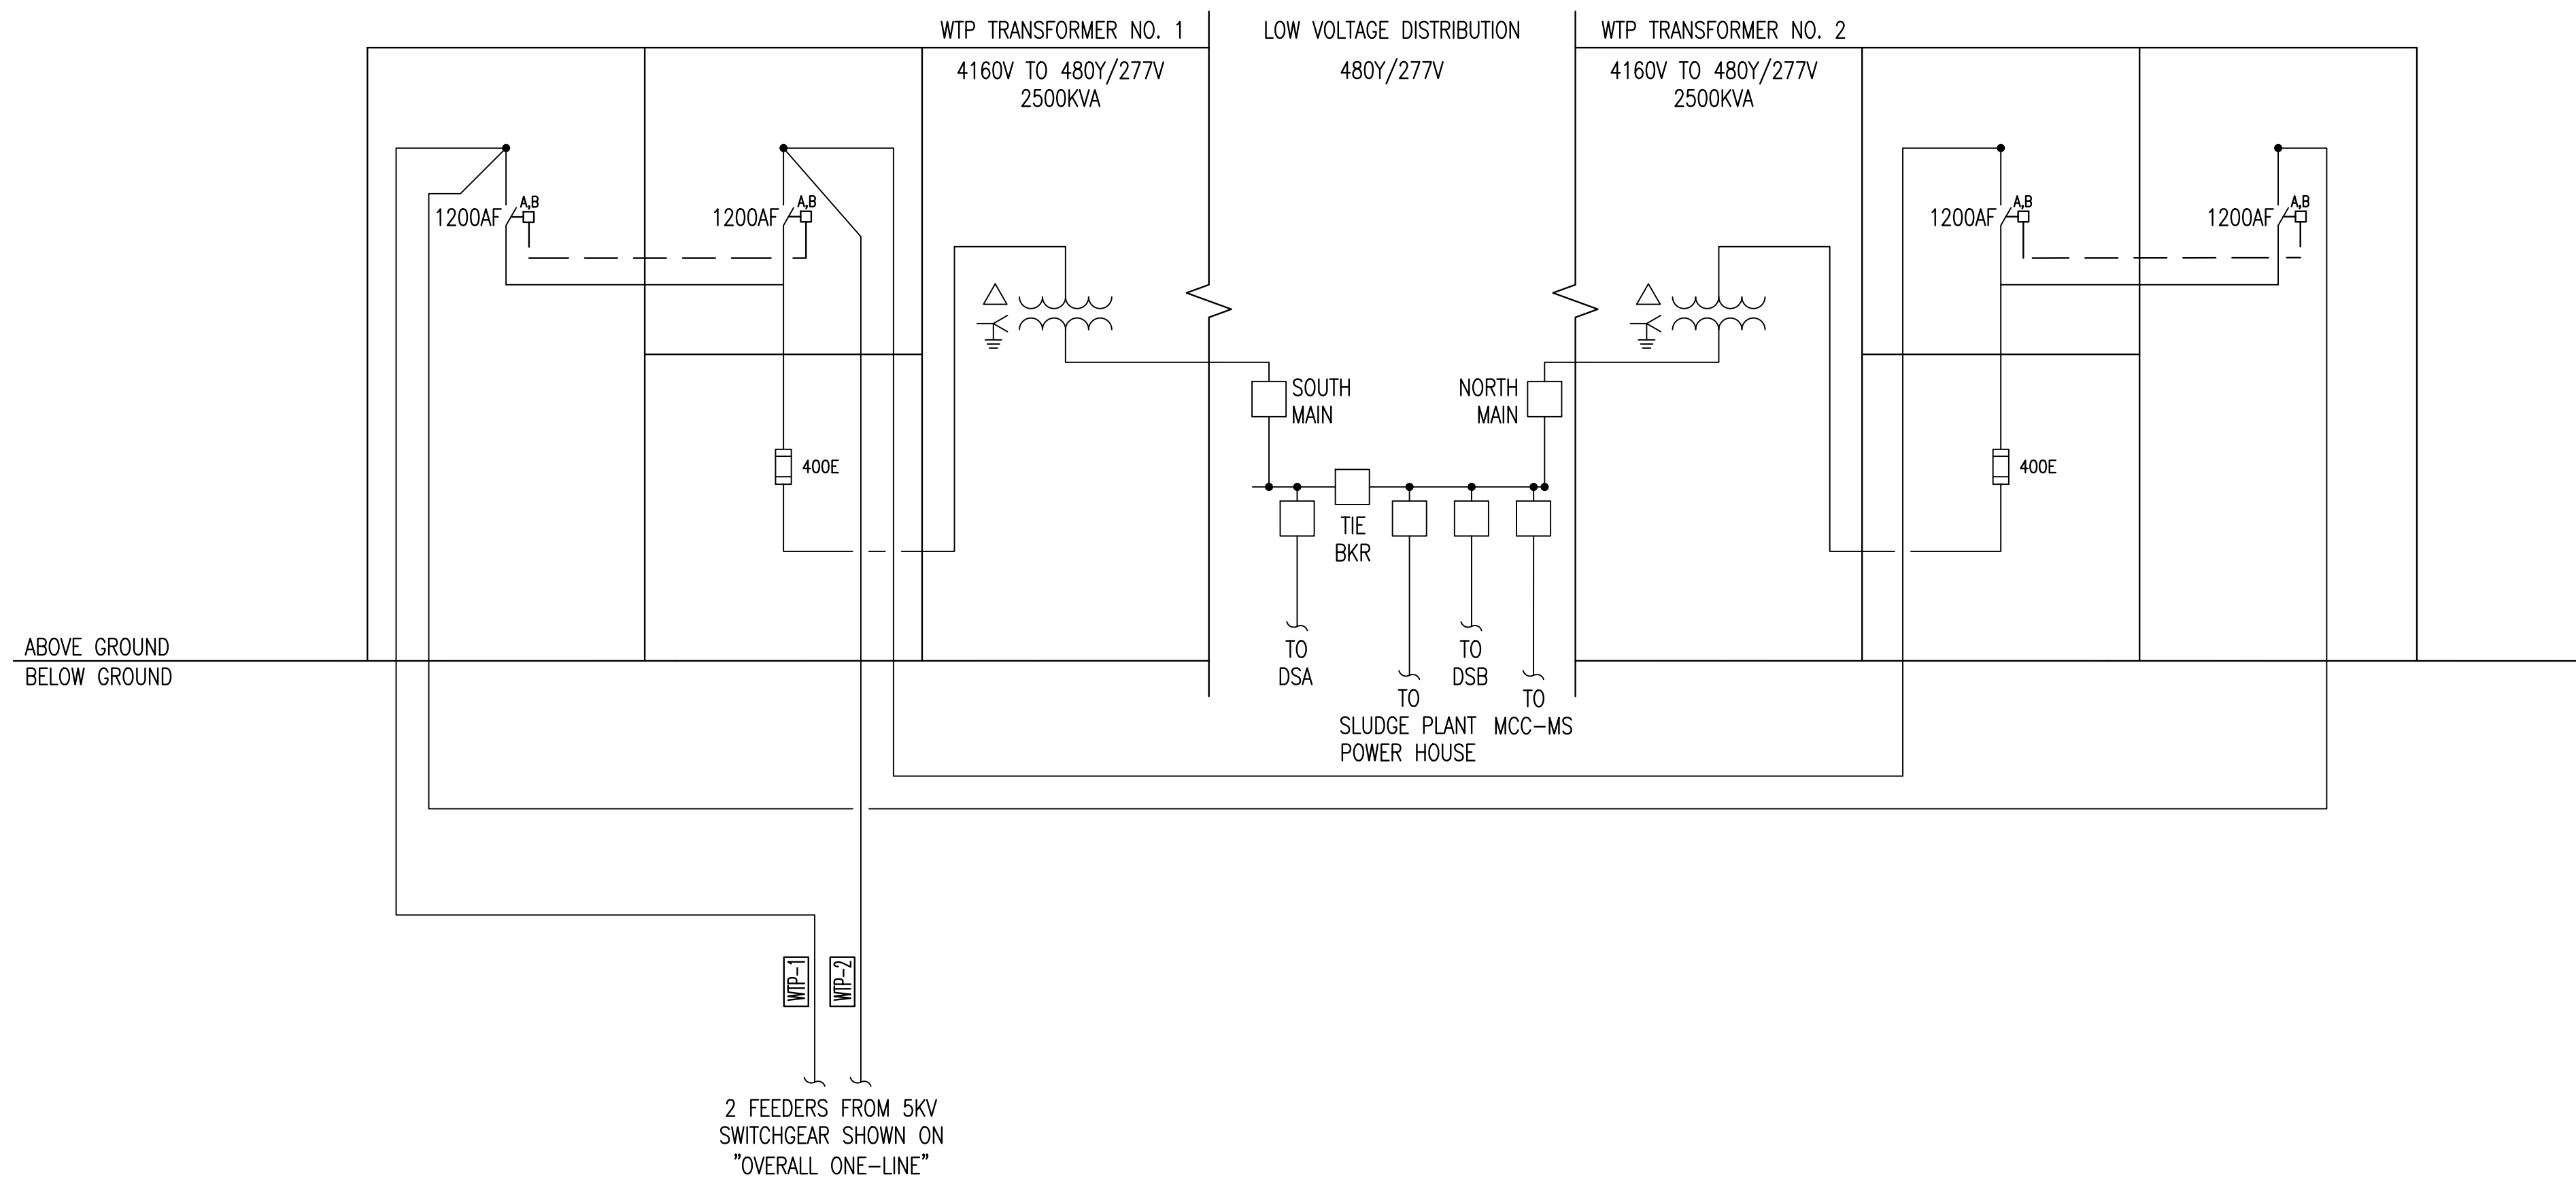 WTP TRANSFORMER NO. 1
4160V TO 480Y/277V
2500KVA
LOW VOLTAGE DISTRIBUTION
480Y/277V
WTP TRANSFORMER NO. 2
4160V TO 480Y/277V
2500KVA
A,B
1200AF
A,B
1200AF
A,B
1200AF
A,B
1200AF
SOUTH
MAIN
NORTH
MAIN
400E
400E
TIE
BKR
ABOVE GROUND
BELOW GROUND
TO
DSA
TO
SLUDGE PLANT
POWER HOUSE
TO
DSB
TO
MCC-MS
WTP-1
WTP-2
2 FEEDERS FROM 5KV
SWITCHGEAR SHOWN ON
"OVERALL ONE-LINE"